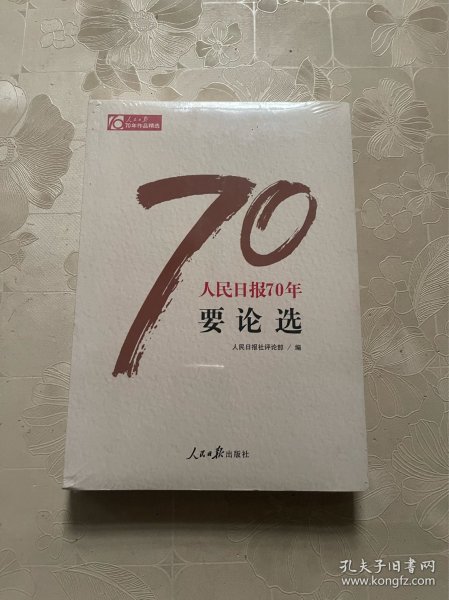 人民日报
70年作品精选
70
人民日报70年
要论选
人民日报社评论部 / 编
人民日报出版社
孔夫子旧书网
www.kongfz.com